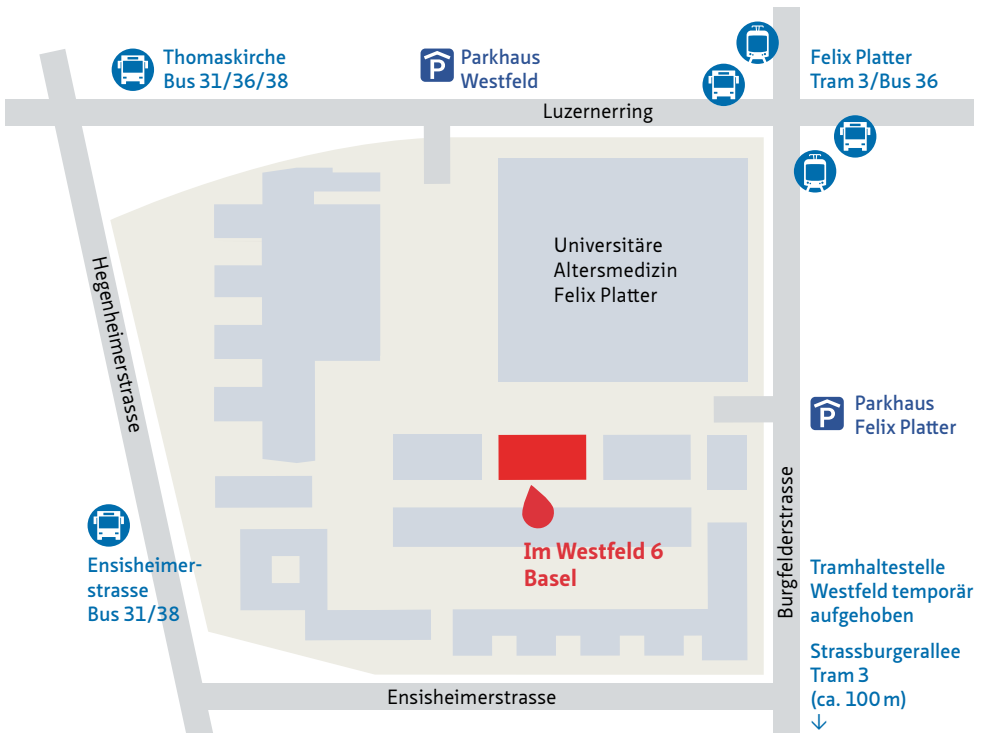 Thomaskirche
Bus 31/36/38
P
Parkhaus
Westfeld
Felix Platter
Tram 3/Bus 36
Luzernerring
Universitäre
Altersmedizin
Felix Platter
Hegenheimerstrasse
P
Parkhaus
Felix Platter
Burgfelderstrasse
Im Westfeld 6
Basel
Ensisheimer-
strasse
Bus 31/38
Tramhaltestelle
Westfeld temporär
aufgehoben
Strassburgerallee
Tram 3
(ca. 100 m)
↓
Ensisheimerstrasse